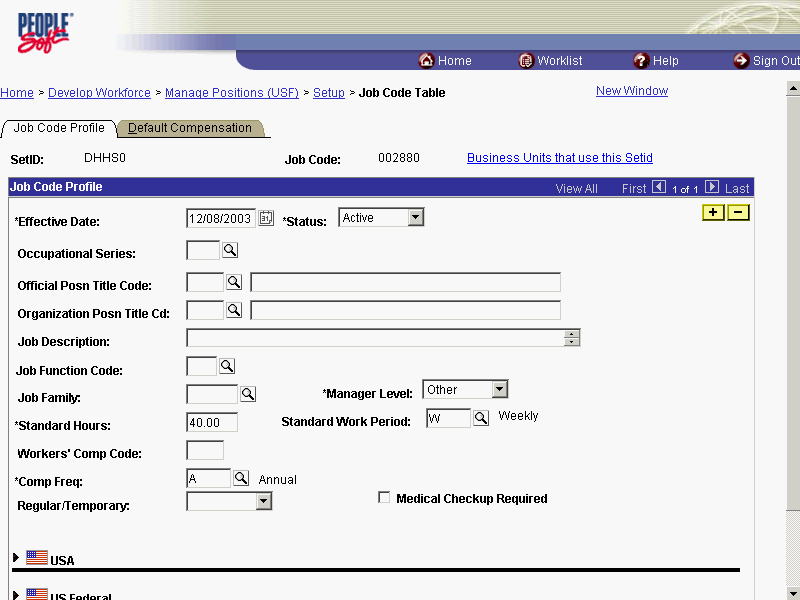 PEOPLE
Soft
Home Worklist Help Sign Out
Home > Develop Workforce > Manage Positions (USF) > Setup > Job Code Table New Window
Job Code Profile Default Compensation
SetID: DHHS0 Job Code: 002880 Business Units that use this Setid
Job Code Profile View All First 1 of 1 Last
*Effective Date: 12/08/2003 *Status: Active
Occupational Series:
Official Posn Title Code:
Organization Posn Title Cd:
Job Description:
Job Function Code:
Job Family: *Manager Level: Other
*Standard Hours: 40.00 Standard Work Period: W Weekly
Workers' Comp Code:
*Comp Freq: A Annual
Regular/Temporary: Medical Checkup Required
USA
US Federal